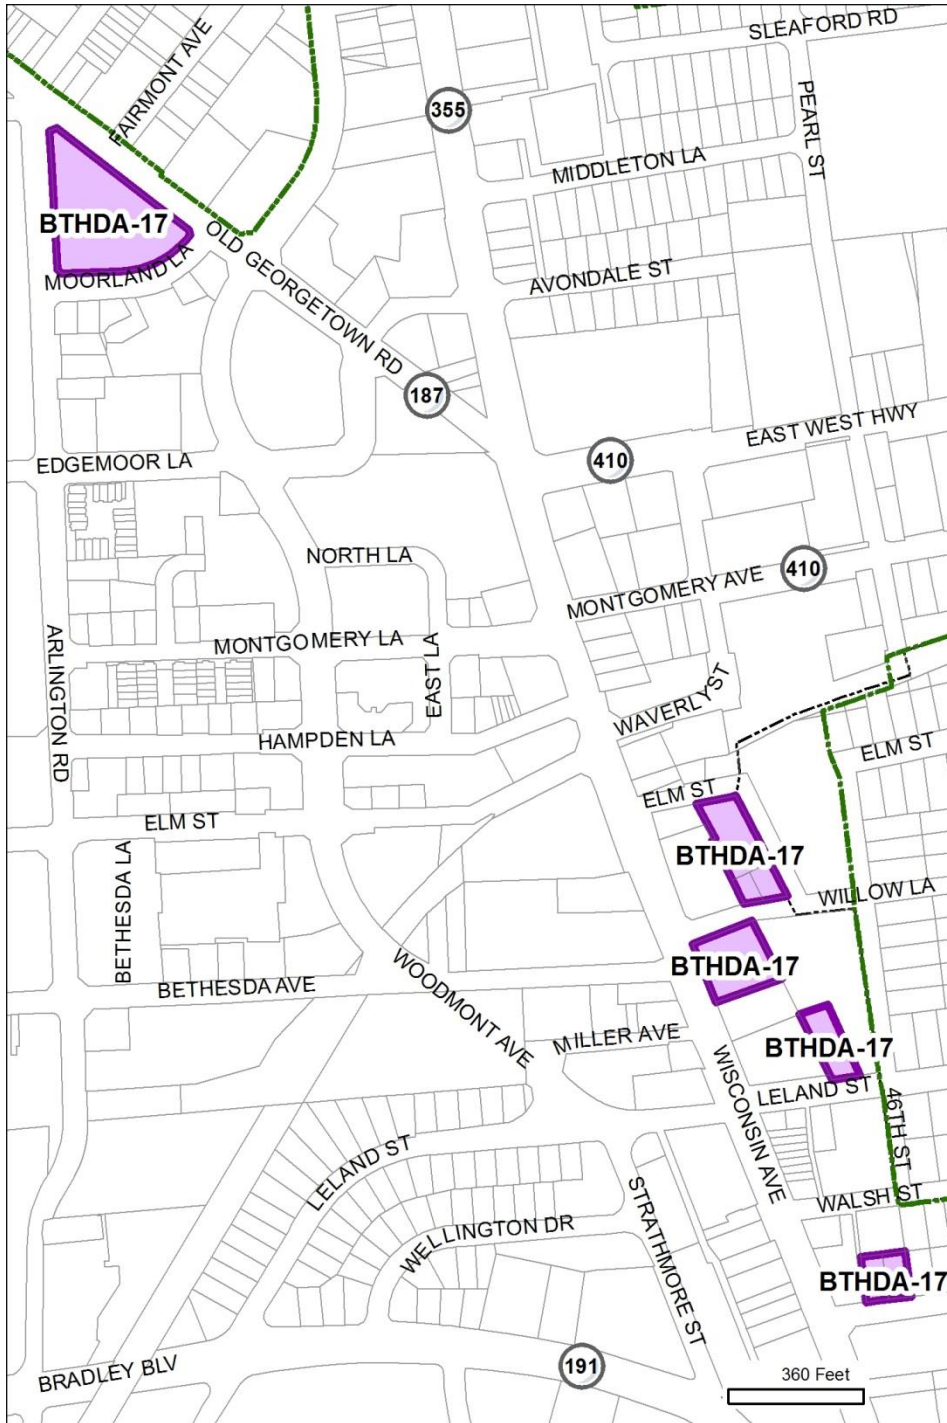 SLEAFORD RD
FAIRMONT AVE
355
PEARL ST
MIDDLETON LA
BTHDA-17
MOORLAND LA
OLD GEORGETOWN RD
AVONDALE ST
187
EAST WEST HWY
410
EDGEMOOR LA
NORTH LA
410
MONTGOMERY AVE
MONTGOMERY LA
ARLINGTON RD
EAST LA
WAVERLY ST
HAMPDEN LA
ELM ST
ELM ST
ELM ST
BTHDA-17
BETHESDA LA
WILLOW LA
BTHDA-17
WOODMONT AVE
BETHESDA AVE
MILLER AVE
BTHDA-17
WISCONSIN AVE
LELAND ST
46TH ST
LELAND ST
WALSH ST
STRATHMORE ST
WELLINGTON DR
BTHDA-17
BRADLEY BLV
191
360 Feet